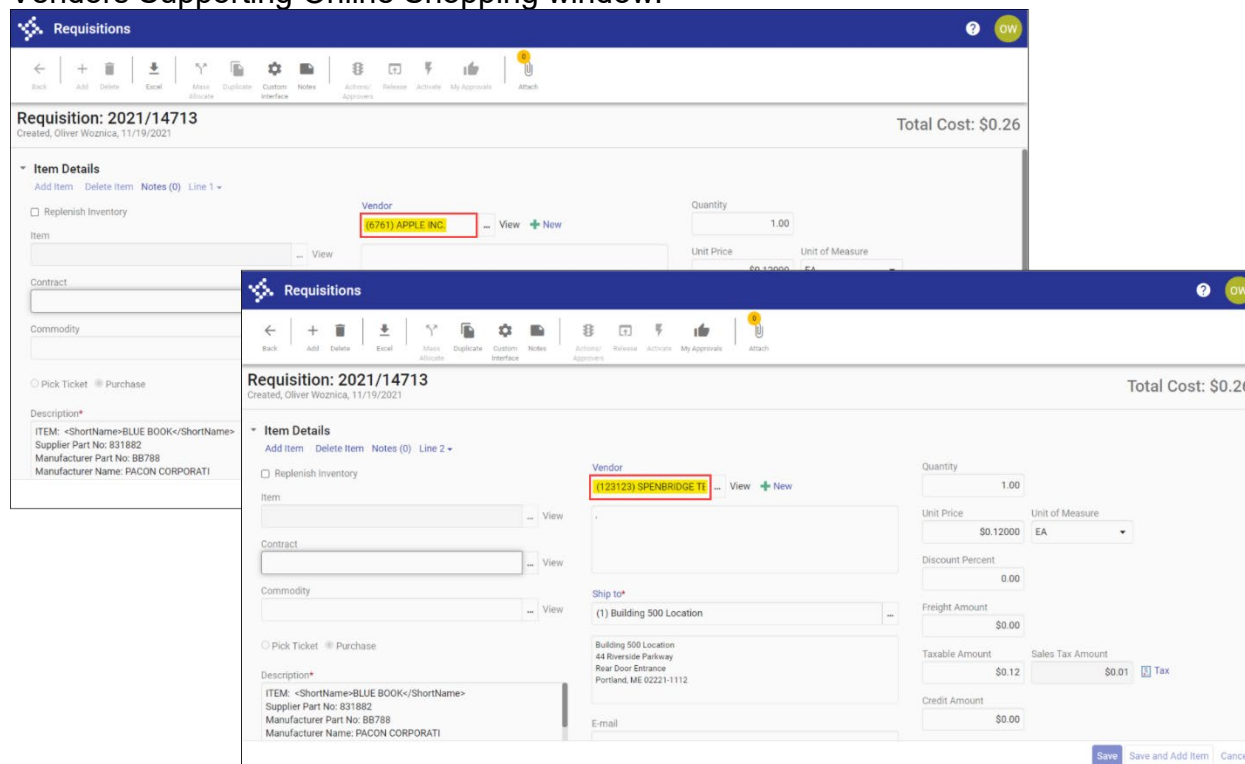 Vendors Supporting Online Shopping window.
Requisitions
? OW
Back Add Delete Excel Mass Allocate Duplicate Custom Interface Notes Actions/ Approvers Release Activate My Approvals 0 Attach
Requisition: 2021/14713
Created, Oliver Woznica, 11/19/2021
Total Cost: $0.26
Item Details
Add Item Delete Item Notes (0) Line 1
Replenish Inventory
Vendor
Quantity
(6761) APPLE INC. ... View + New
1.00
Item
... View
Unit Price Unit of Measure
$0.12000 EA
Contract
Commodity
Pick Ticket Purchase
Description*
ITEM: <ShortName>BLUE BOOK</ShortName>
Supplier Part No: 831882
Manufacturer Part No: BB788
Manufacturer Name: PACON CORPORATI
Requisitions
? OW
Back Add Delete Excel Mass Allocate Duplicate Custom Interface Notes Actions/ Approvers Release Activate My Approvals 0 Attach
Requisition: 2021/14713
Created, Oliver Woznica, 11/19/2021
Total Cost: $0.26
Item Details
Add Item Delete Item Notes (0) Line 2
Replenish Inventory
Vendor
Quantity
(123123) SPENBRIDGE TE ... View + New
1.00
Item
... View
.
Unit Price Unit of Measure
$0.12000 EA
Contract
... View
Discount Percent
0.00
Commodity
... View
Ship to*
(1) Building 500 Location ...
Freight Amount
$0.00
Pick Ticket Purchase
Building 500 Location
44 Riverside Parkway
Rear Door Entrance
Portland, ME 02221-1112
Taxable Amount Sales Tax Amount
$0.12 $0.01 Tax
Description*
ITEM: <ShortName>BLUE BOOK</ShortName>
Supplier Part No: 831882
Manufacturer Part No: BB788
Manufacturer Name: PACON CORPORATI
Credit Amount
$0.00
E-mail
Save Save and Add Item Cance